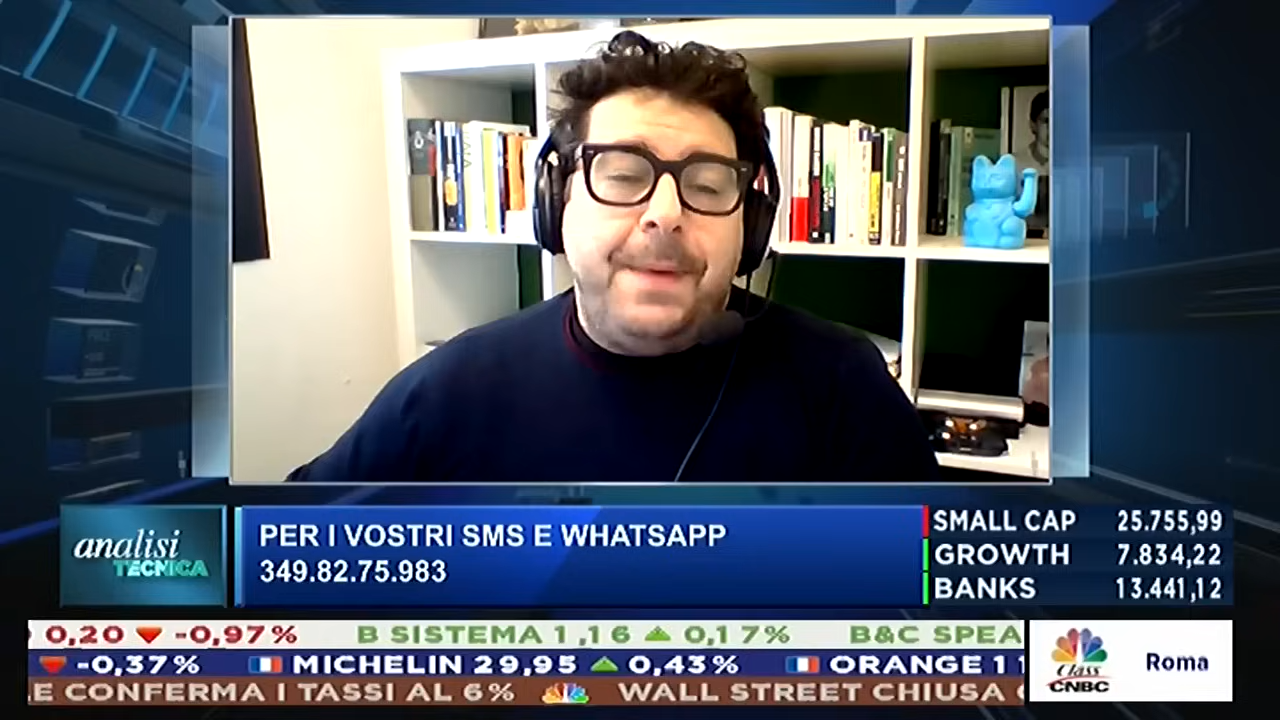 analisi
TECNICA
PER I VOSTRI SMS E WHATSAPP
349.82.75.983
SMALL CAP 25.755,99
GROWTH 7.834,22
BANKS 13.441,12
0,20 -0,97% B SISTEMA 1,16 0,17% B&C SPEA
-0,37% MICHELIN 29,95 0,43% ORANGE 1
E CONFERMA I TASSI AL 6% WALL STREET CHIUSA
Class
CNBC
Roma